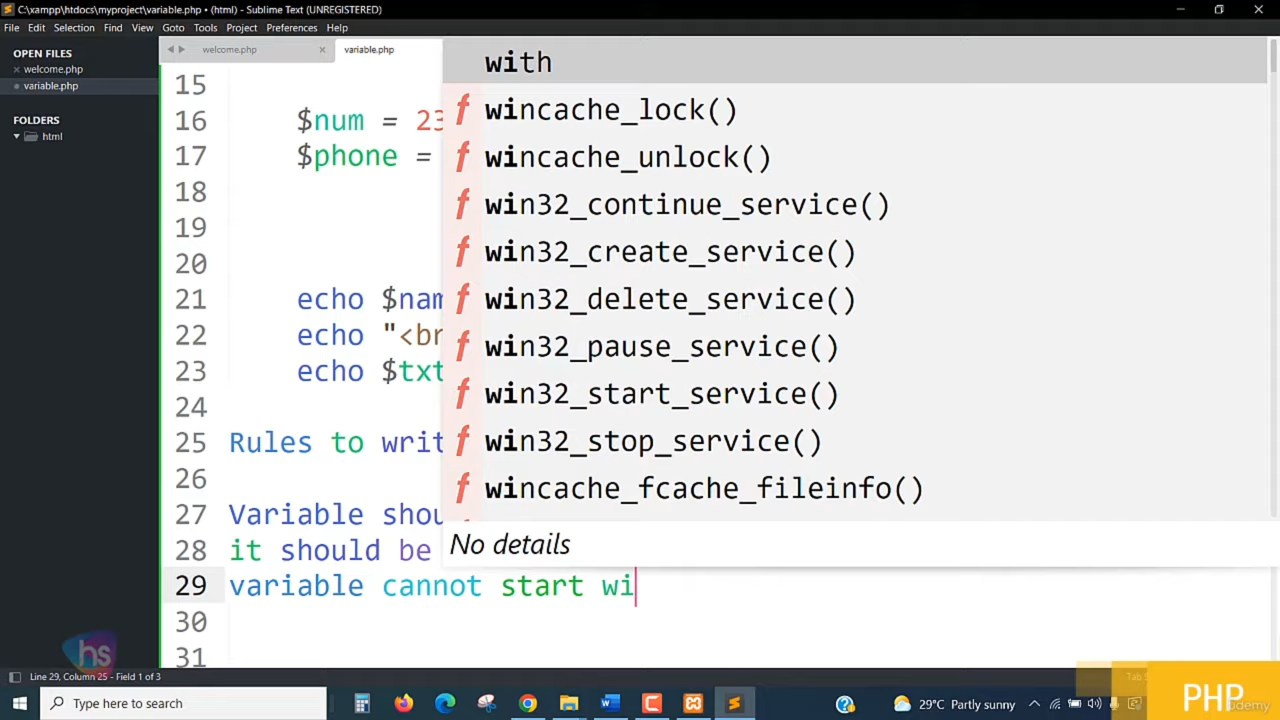 C:\xampp\htdocs\myproject\variable.php • (html) - Sublime Text (UNREGISTERED)
File Edit Selection Find View Goto Tools Project Preferences Help
OPEN FILES
welcome.php
variable.php
FOLDERS
html
welcome.php
variable.php
15
16 $num = 23
17 $phone =
18
19
20
21 echo $nam
22 echo "<br
23 echo $txt
24
25 Rules to writ
26
27 Variable shou
28 it should be
29 variable cannot start wi
30
31
with
f wincache_lock()
f wincache_unlock()
f win32_continue_service()
f win32_create_service()
f win32_delete_service()
f win32_pause_service()
f win32_start_service()
f win32_stop_service()
f wincache_fcache_fileinfo()
No details
hs
Line 29, Column 25 - Field 1 of 3
Type here to search
29°C Partly sunny
PHP
Udemy